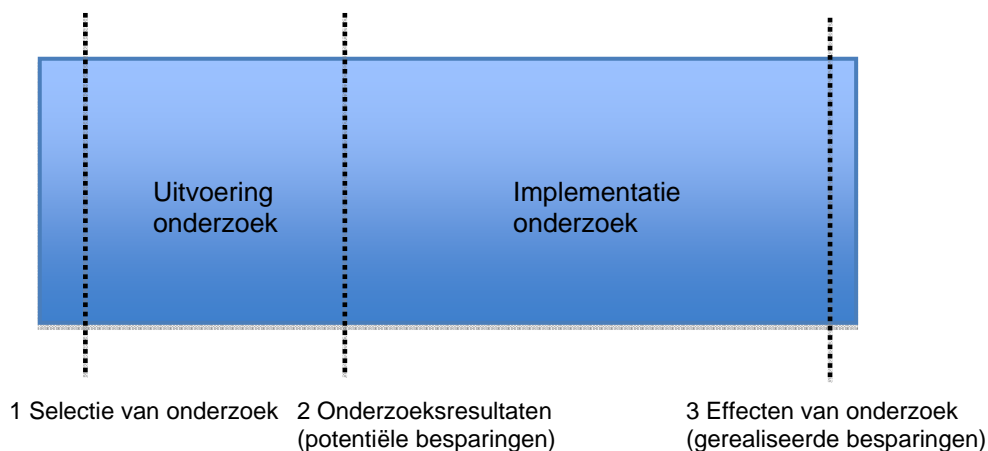 Uitvoering
onderzoek
Implementatie
onderzoek
1 Selectie van onderzoek
2 Onderzoeksresultaten
(potentiële besparingen)
3 Effecten van onderzoek
(gerealiseerde besparingen)